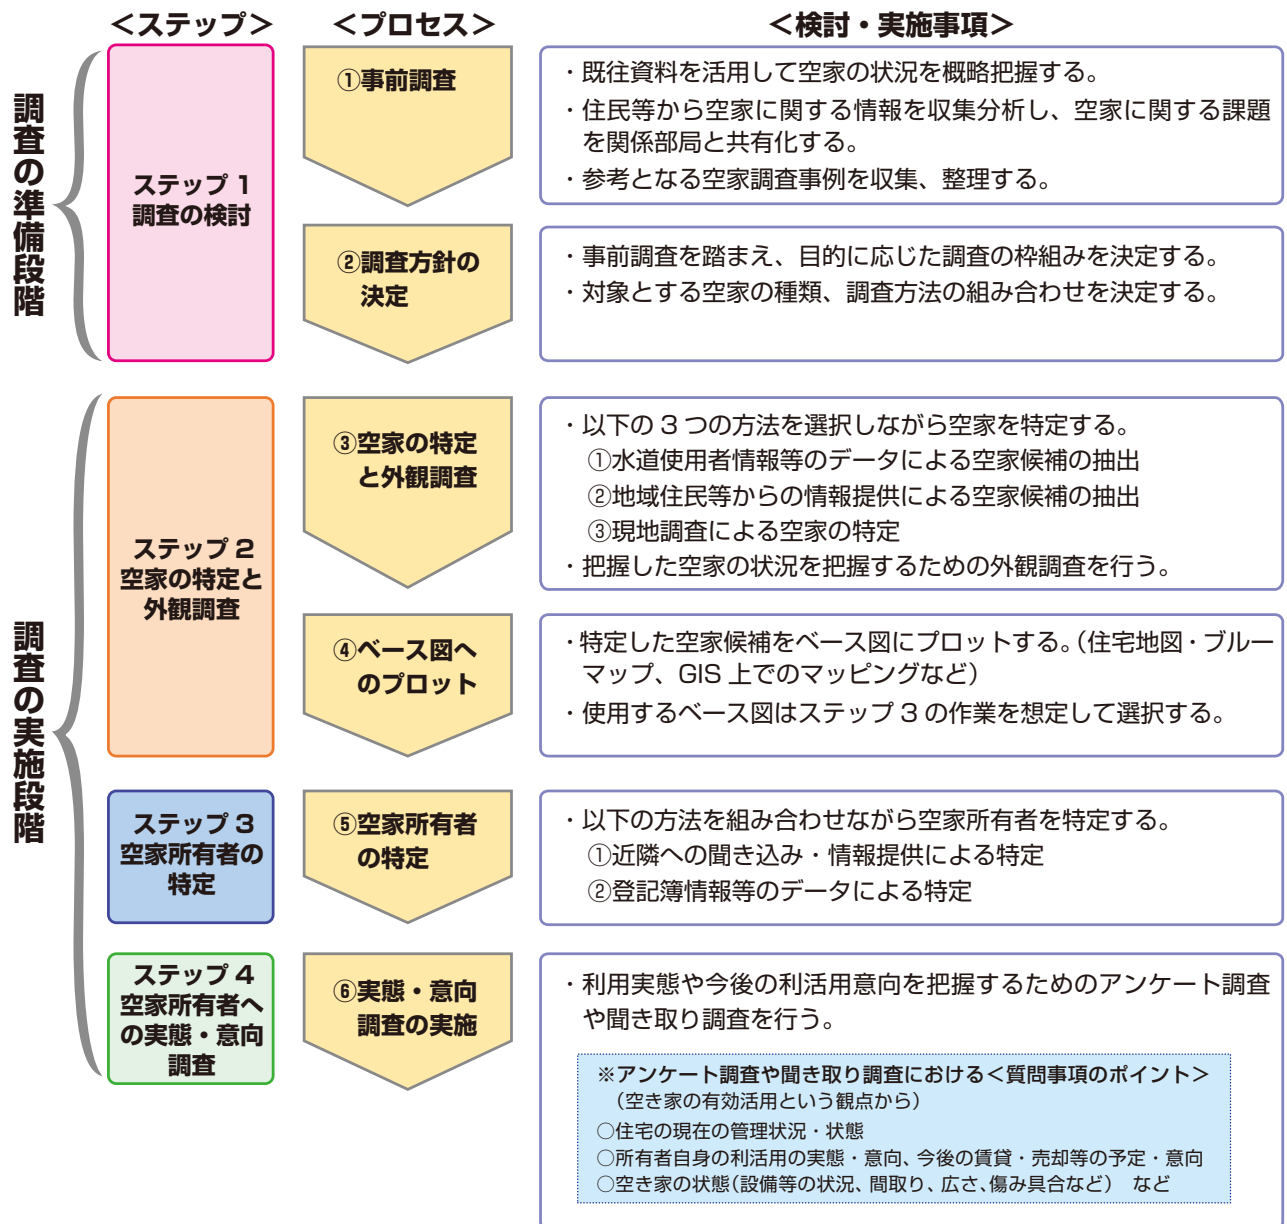 ＜ステップ＞
＜プロセス＞
＜検討・実施事項＞
調査の準備段階
ステップ 1
調査の検討
①事前調査
・既往資料を活用して空家の状況を概略把握する。
・住民等から空家に関する情報を収集分析し、空家に関する課題
を関係部局と共有化する。
・参考となる空家調査事例を収集、整理する。
②調査方針の
決定
・事前調査を踏まえ、目的に応じた調査の枠組みを決定する。
・対象とする空家の種類、調査方法の組み合わせを決定する。
調査の実施段階
ステップ 2
空家の特定と
外観調査
③空家の特定
と外観調査
・以下の 3 つの方法を選択しながら空家を特定する。
①水道使用者情報等のデータによる空家候補の抽出
②地域住民等からの情報提供による空家候補の抽出
③現地調査による空家の特定
・把握した空家の状況を把握するための外観調査を行う。
④ベース図へ
のプロット
・特定した空家候補をベース図にプロットする。（住宅地図・ブルー
マップ、GIS 上でのマッピングなど）
・使用するベース図はステップ 3 の作業を想定して選択する。
ステップ 3
空家所有者の
特定
⑤空家所有者
の特定
・以下の方法を組み合わせながら空家所有者を特定する。
①近隣への聞き込み・情報提供による特定
②登記簿情報等のデータによる特定
ステップ 4
空家所有者へ
の実態・意向
調査
⑥実態・意向
調査の実施
・利用実態や今後の利活用意向を把握するためのアンケート調査
や聞き取り調査を行う。
※アンケート調査や聞き取り調査における＜質問事項のポイント＞
（空き家の有効活用という観点から）
○住宅の現在の管理状況・状態
○所有者自身の利活用の実態・意向、今後の賃貸・売却等の予定・意向
○空き家の状態（設備等の状況、間取り、広さ、傷み具合など）　など